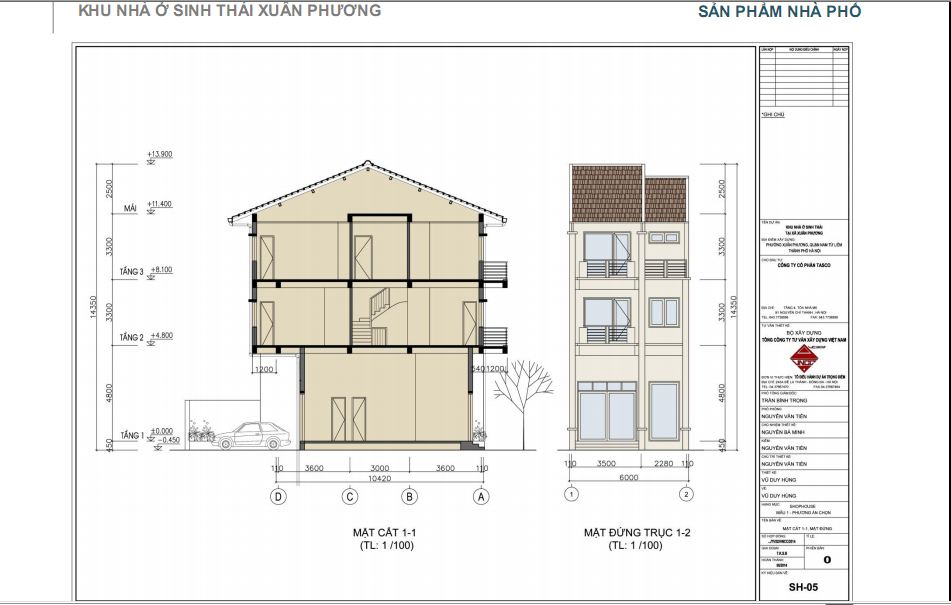 KHU NHÀ Ở SINH THÁI XUÂN PHƯƠNG
SẢN PHẨM NHÀ PHỐ
+13.900
2500
MÁI
+11.400
3300
TẦNG 3
+8.100
14350
3300
TẦNG 2
+4.800
4800
TẦNG 1
±0.000
-0.450
450
1200
540
1200
110
3600
3000
3600
110
10420
D
C
B
A
MẶT CẮT 1-1
(TL: 1 /100)
2500
3300
3300
14350
4800
450
110
3500
2280
110
6000
1
2
MẶT ĐỨNG TRỤC 1-2
(TL: 1 /100)
LẦN HĐ
NỘI DUNG ĐIỀU CHỈNH
NGÀY HĐ
*GHI CHÚ
TÊN DỰ ÁN:
KHU NHÀ Ở SINH THÁI
TẠI XÃ XUÂN PHƯƠNG
ĐỊA ĐIỂM XÂY DỰNG:
PHƯỜNG XUÂN PHƯƠNG, QUẬN NAM TỪ LIÊM
THÀNH PHỐ HÀ NỘI
CHỦ ĐẦU TƯ:
CÔNG TY CỔ PHẦN TASCO
TƯ VẤN THIẾT KẾ:
BỘ XÂY DỰNG
TỔNG CÔNG TY TƯ VẤN XÂY DỰNG VIỆT NAM
PHÓ TỔNG GIÁM ĐỐC:
TRẦN BÌNH TRỌNG
PHÓ PHÒNG:
NGUYỄN VĂN TIẾN
CHỦ NHIỆM THIẾT KẾ:
NGUYỄN BÁ MINH
KIỂM:
NGUYỄN VĂN TIẾN
CHỦ TRÌ THIẾT KẾ:
NGUYỄN VĂN TIẾN
THIẾT KẾ:
VŨ DUY HÙNG
VẼ:
VŨ DUY HÙNG
HẠNG MỤC:
SHOPHOUSE
MẪU 1 - PHƯƠNG ÁN CHỌN
TÊN BẢN VẼ:
MẶT CẮT 1-1, MẶT ĐỨNG
SỐ HỢP ĐỒNG:
TỈ LỆ:
GIAI ĐOẠN:
PHIÊN BẢN:
0
HOÀN THÀNH:
KÝ HIỆU BẢN VẼ:
SH-05